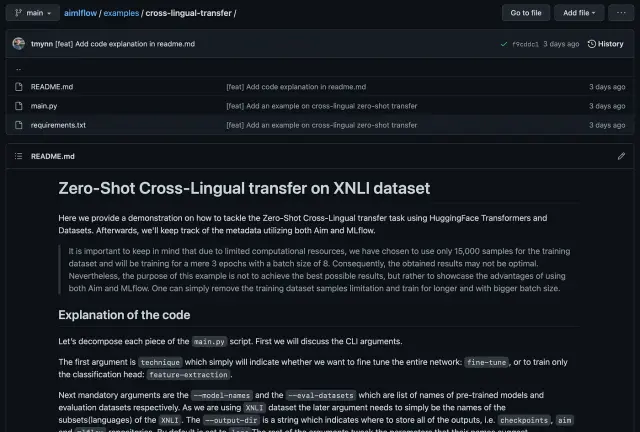 main aimlflow / examples / cross-lingual-transfer / Go to file Add file ...
tmynn [feat] Add code explanation in readme.md f9cddc1 3 days ago History
..
README.md [feat] Add code explanation in readme.md 3 days ago
main.py [feat] Add an example on cross-lingual zero-shot transfer 3 days ago
requirements.txt [feat] Add an example on cross-lingual zero-shot transfer 3 days ago
README.md
Zero-Shot Cross-Lingual transfer on XNLI dataset
Here we provide a demonstration on how to tackle the Zero-Shot Cross-Lingual transfer task using HuggingFace Transformers and
Datasets. Afterwards, we'll keep track of the metadata utilizing both Aim and MLflow.
It is important to keep in mind that due to limited computational resources, we have chosen to use only 15,000 samples for the training
dataset and will be training for a mere 3 epochs with a batch size of 8. Consequently, the obtained results may not be optimal.
Nevertheless, the purpose of this example is not to achieve the best possible results, but rather to showcase the advantages of using
both Aim and MLflow. One can simply remove the training dataset samples limitation and train for longer and with bigger batch size.
Explanation of the code
Let's decompose each piece of the main.py script. First we will discuss the CLI arguments.
The first argument is technique which simply will indicate whether we want to fine tune the entire network: fine-tune, or to train only
the classification head: feature-extraction.
Next mandatory arguments are the --model-names and the --eval-datasets which are list of names of pre-trained models and
evaluation datasets respectively. As we are using XNLI dataset the later argument needs to simply be the names of the
subsets(languages) of the XNLI. The --output-dir is a string which indicates where to store all of the outputs, i.e. checkpoints, aim